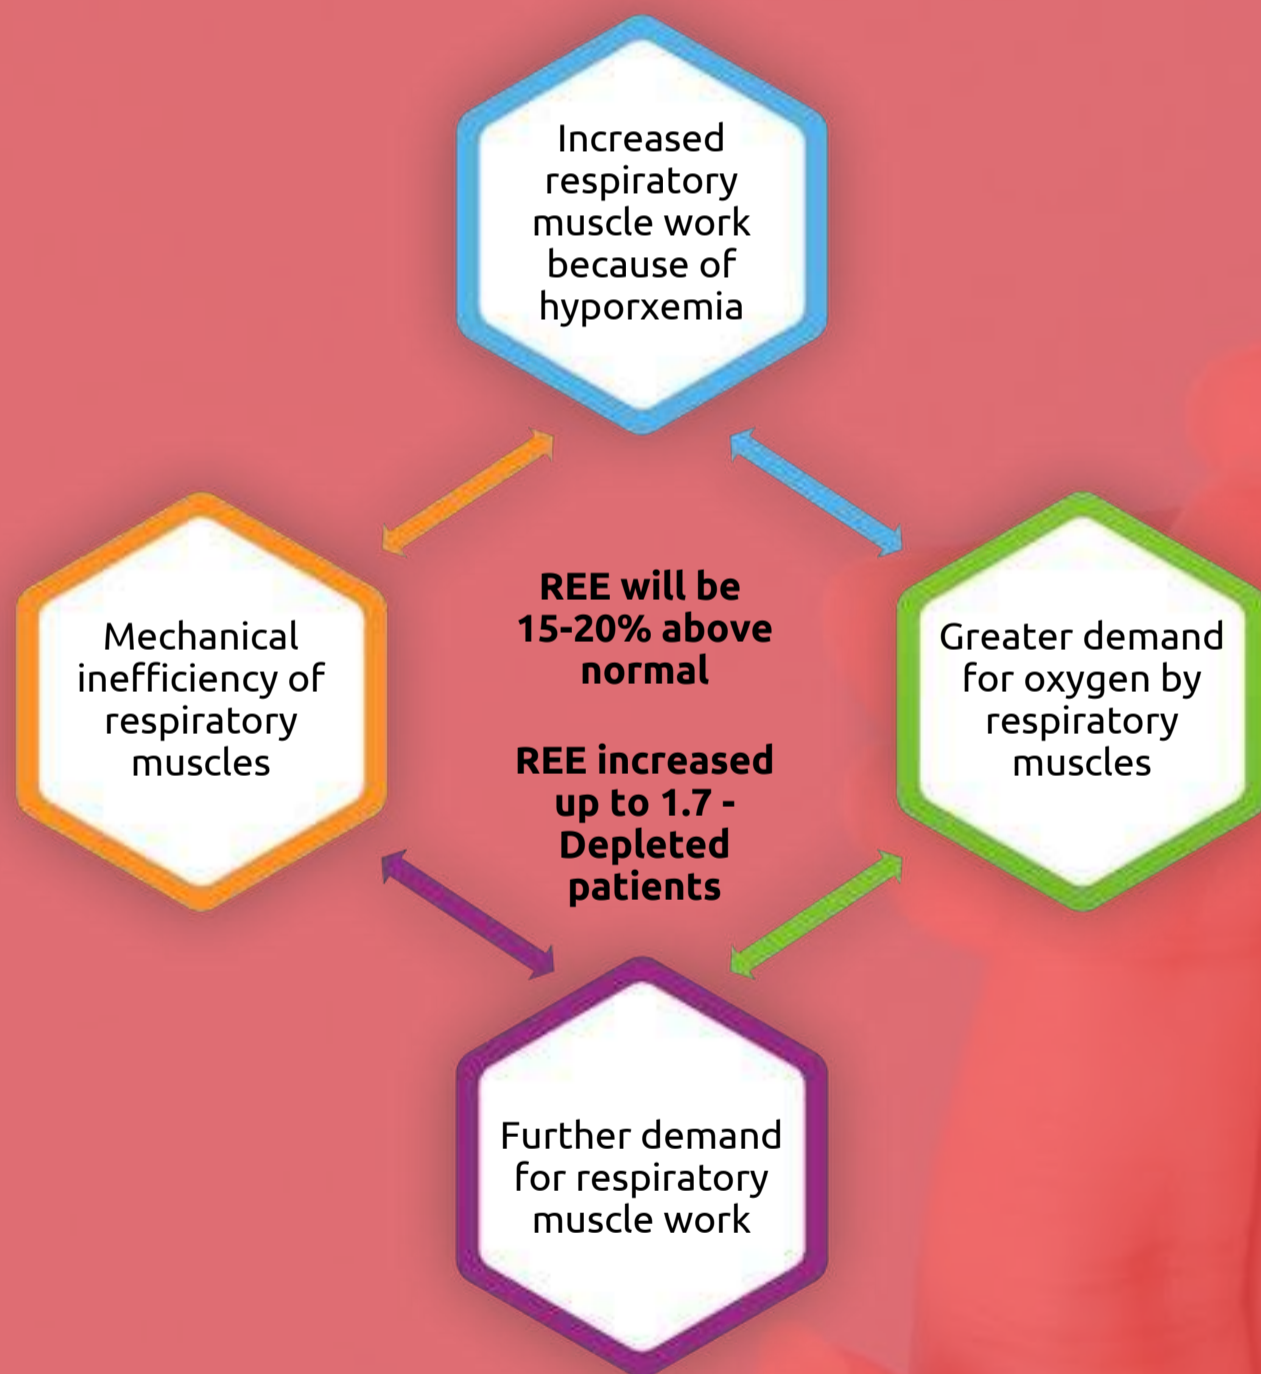 Increased
respiratory
muscle work
because of
hyporxemia
Mechanical
inefficiency of
respiratory
muscles
REE will be
15-20% above
normal
REE increased
up to 1.7 -
Depleted
patients
Greater demand
for oxygen by
respiratory
muscles
Further demand
for respiratory
muscle work